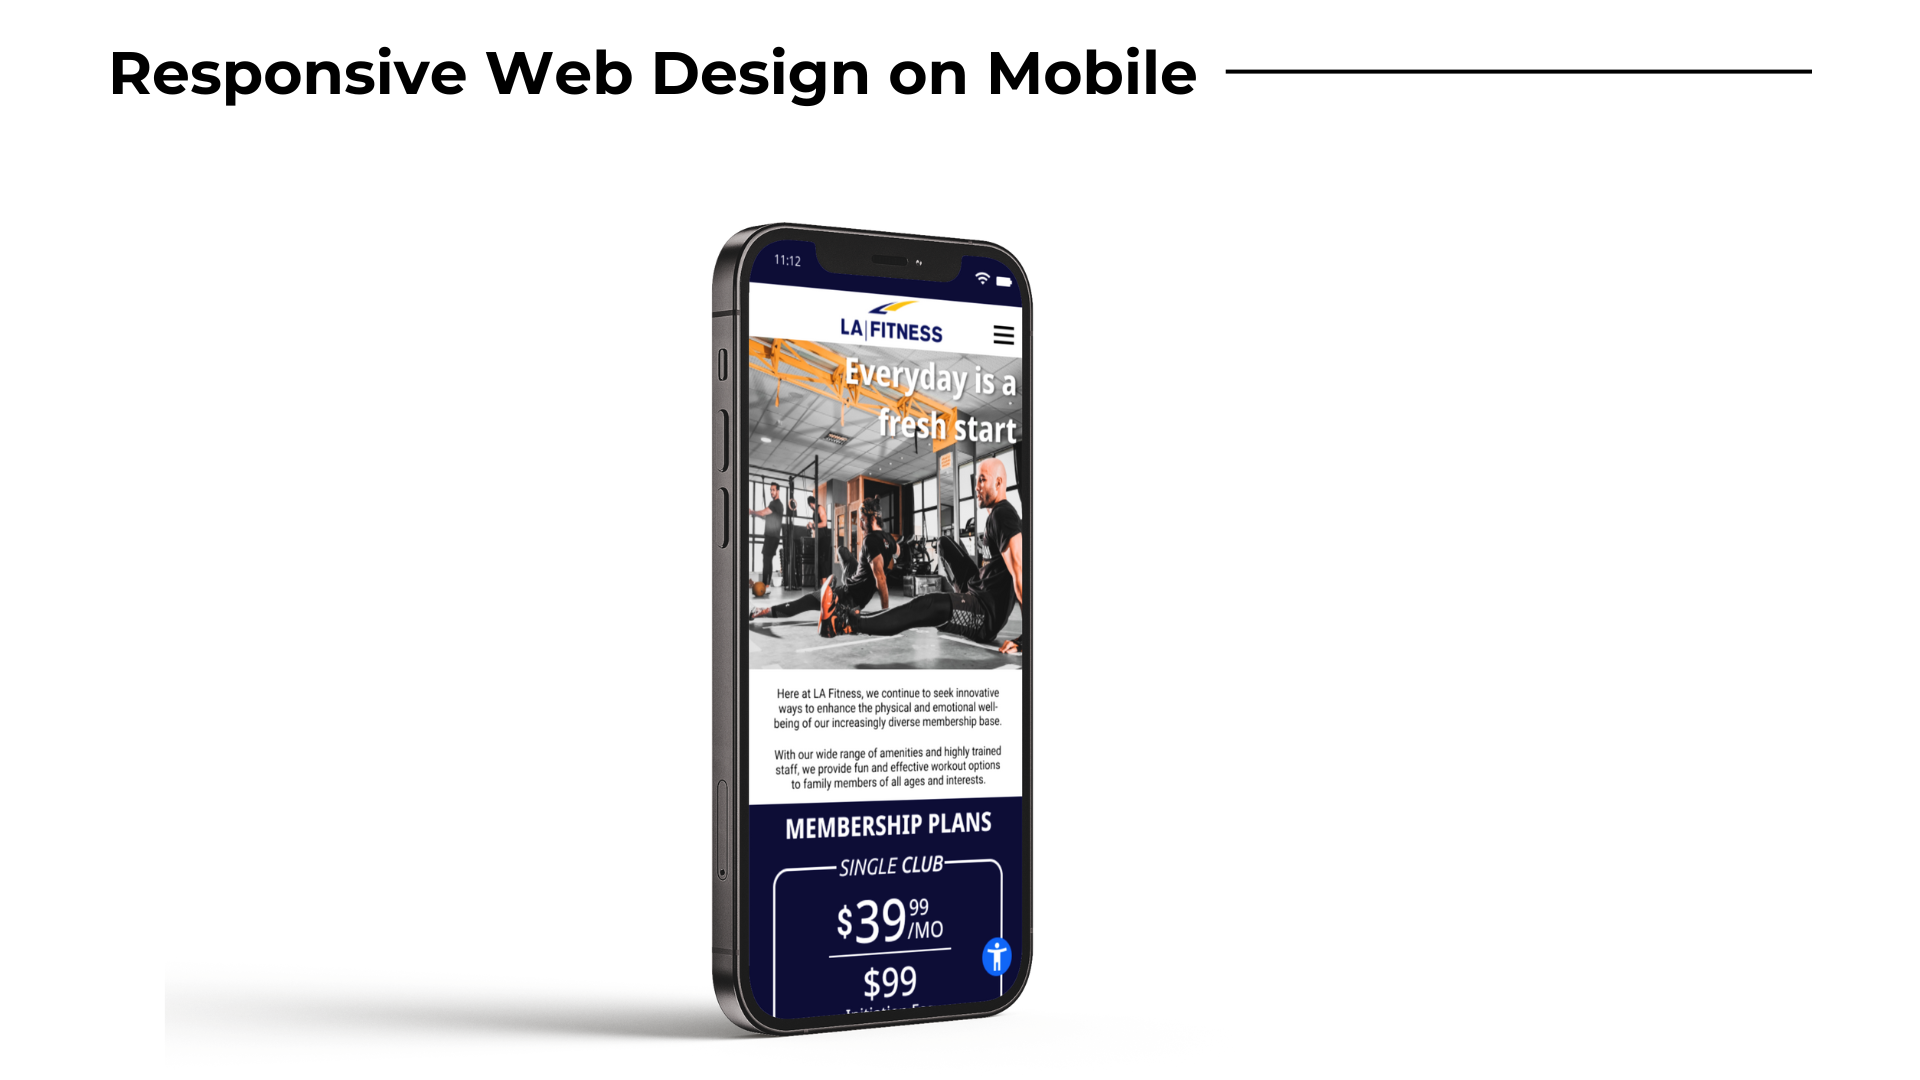 Responsive Web Design on Mobile
11:12
LA|FITNESS
Everyday is a
fresh start
Here at LA Fitness, we continue to seek innovative
ways to enhance the physical and emotional well-
being of our increasingly diverse membership base.
With our wide range of amenities and highly trained
staff, we provide fun and effective workout options
to family members of all ages and interests.
MEMBERSHIP PLANS
SINGLE CLUB
$39 99
/MO
$99